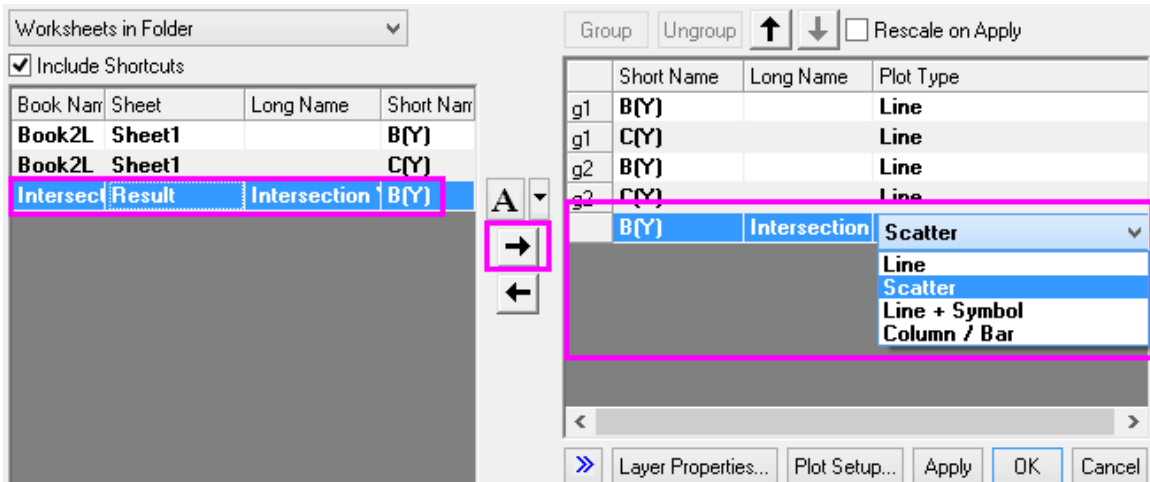 Worksheets in Folder
Include Shortcuts
Book Nam Sheet Long Name Short Nam
Book2L Sheet1 B(Y)
Book2L Sheet1 C(Y)
Intersect Result Intersection B(Y)
A
Group Ungroup Rescale on Apply
Short Name Long Name Plot Type
g1 B(Y) Line
g1 C(Y) Line
g2 B(Y) Line
g2 C(Y) Line
B(Y) Intersection Scatter
Line
Scatter
Line + Symbol
Column / Bar
Layer Properties... Plot Setup... Apply OK Cancel